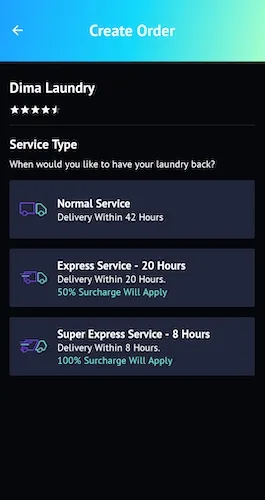 Create Order
Dima Laundry
Service Type
When would you like to have your laundry back?
Normal Service
Delivery Within 42 Hours
Express Service - 20 Hours
Delivery Within 20 Hours.
50% Surcharge Will Apply
Super Express Service - 8 Hours
Delivery Within 8 Hours.
100% Surcharge Will Apply